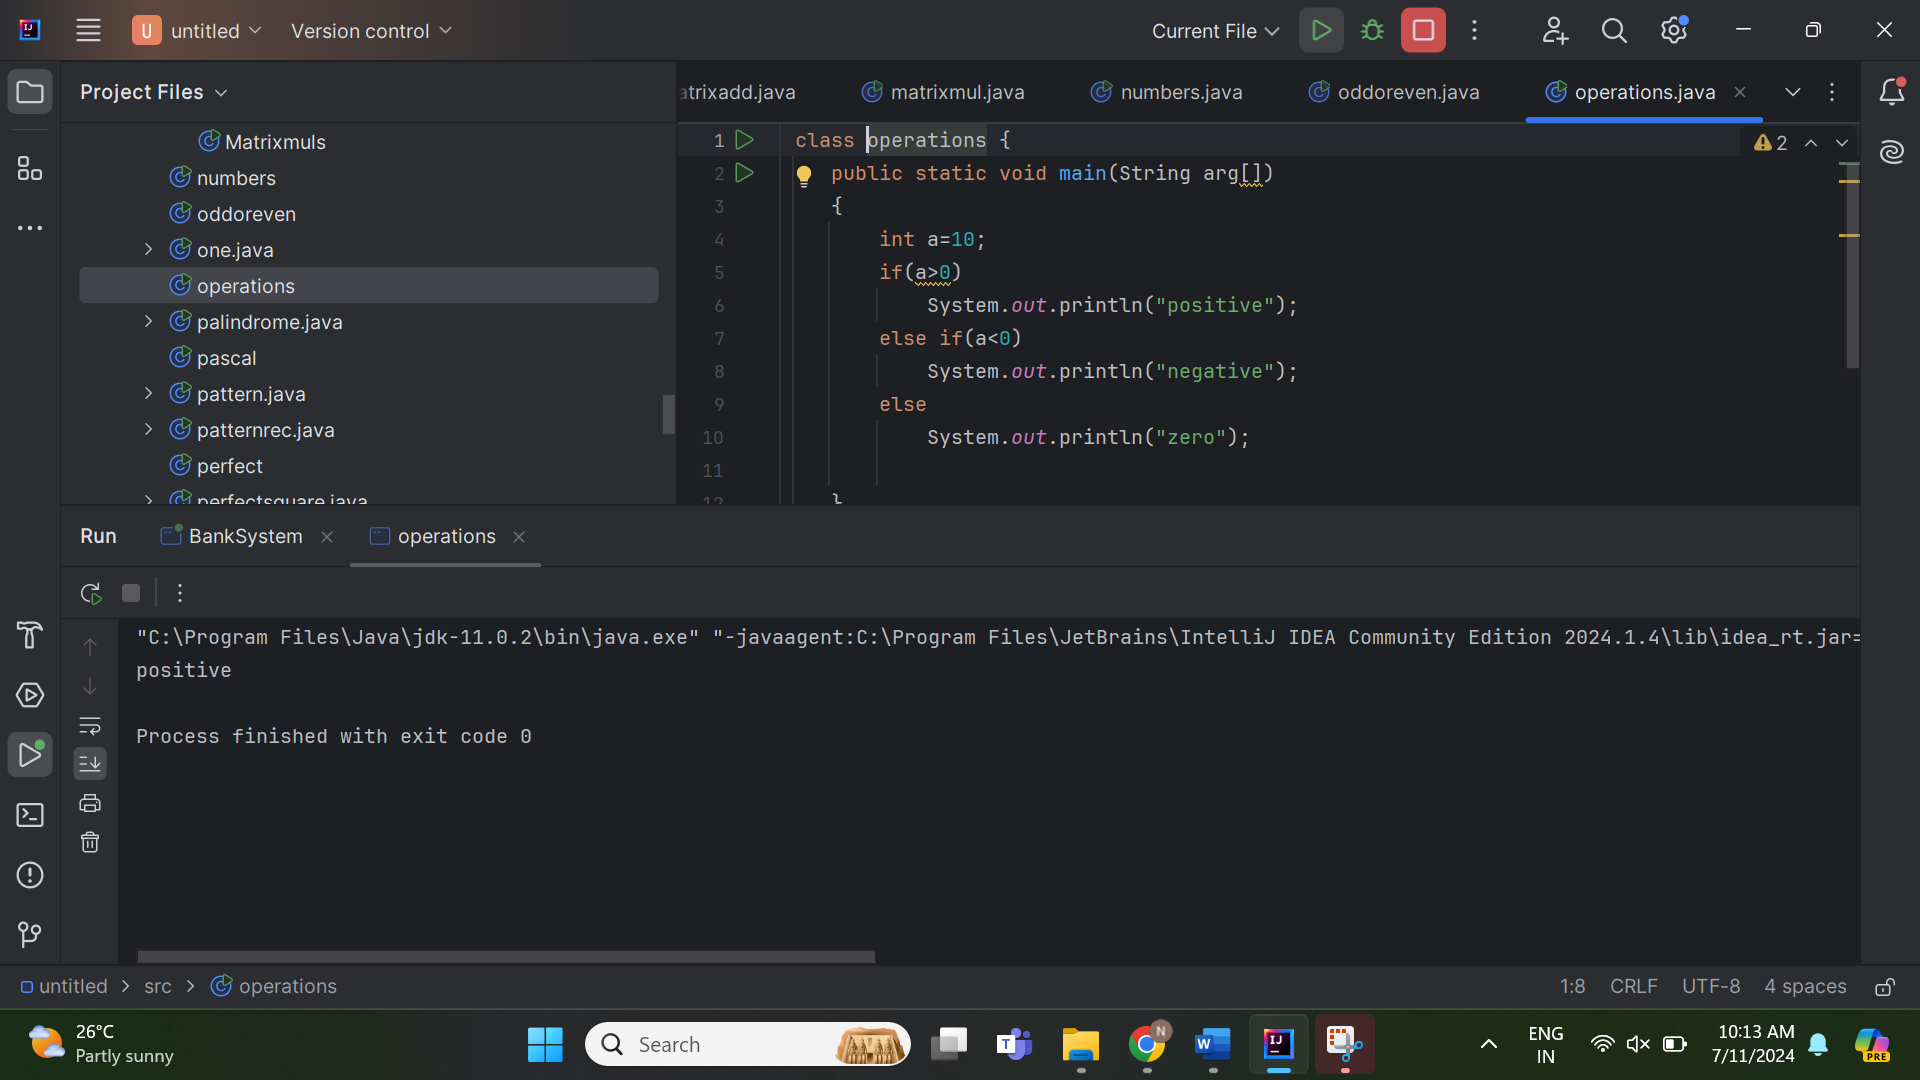 U untitled Version control Current File
Project Files
Matrixmuls
numbers
oddoreven
one.java
operations
palindrome.java
pascal
pattern.java
patternrec.java
perfect
perfectsquare.java
atrixadd.java matrixmul.java numbers.java oddoreven.java operations.java
1 class operations { 2
2 public static void main(String arg[])
3 {
4 int a=10;
5 if(a>0)
6 System.out.println("positive");
7 else if(a<0)
8 System.out.println("negative");
9 else
10 System.out.println("zero");
11
12 }
Run BankSystem operations
"C:\Program Files\Java\jdk-11.0.2\bin\java.exe" "-javaagent:C:\Program Files\JetBrains\IntelliJ IDEA Community Edition 2024.1.4\lib\idea_rt.jar=
positive
Process finished with exit code 0
untitled > src > operations 1:8 CRLF UTF-8 4 spaces
26°C
Partly sunny
Search
ENG
IN
10:13 AM
7/11/2024
PRE